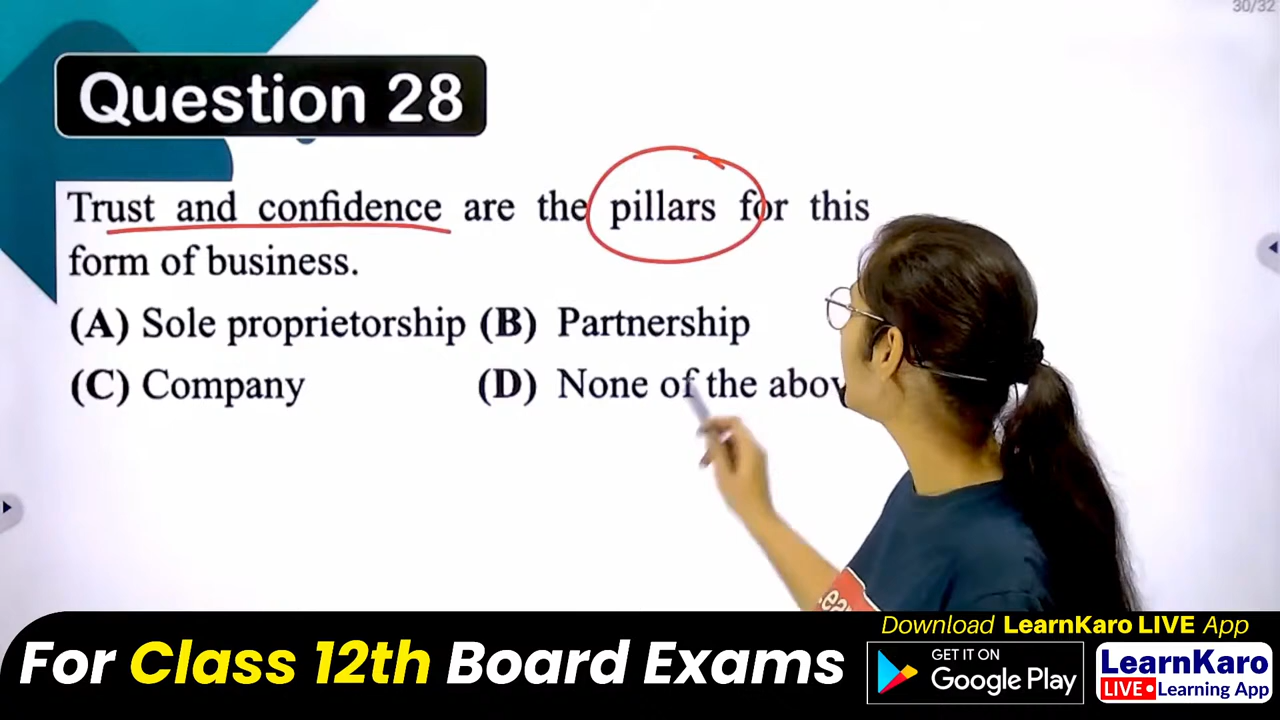 30/32
Question 28
Trust and confidence are the pillars for this
form of business.
(A) Sole proprietorship (B) Partnership
(C) Company (D) None of the abov
For Class 12th Board Exams
Download LearnKaro LIVE App
GET IT ON
Google Play
LearnKaro
LIVE Learning App